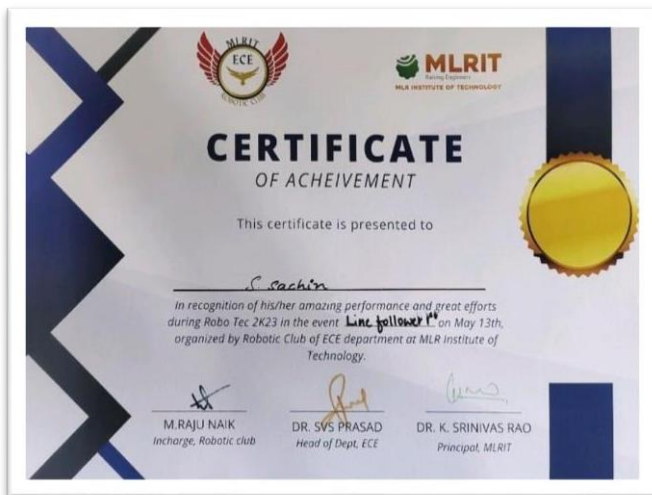 MLRIT
ECE
ROBOTIC CLUB
MLRIT
Raising Engineers
MLR INSTITUTE OF TECHNOLOGY
CERTIFICATE
OF ACHEIVEMENT
This certificate is presented to
S Sachin
In recognition of his/her amazing performance and great efforts
during Robo Tec 2K23 in the event Line follower 1st on May 13th,
organized by Robotic Club of ECE department at MLR Institute of
Technology.
M.RAJU NAIK
Incharge, Robotic club
DR. SVS PRASAD
Head of Dept, ECE
DR. K. SRINIVAS RAO
Principal, MLRIT